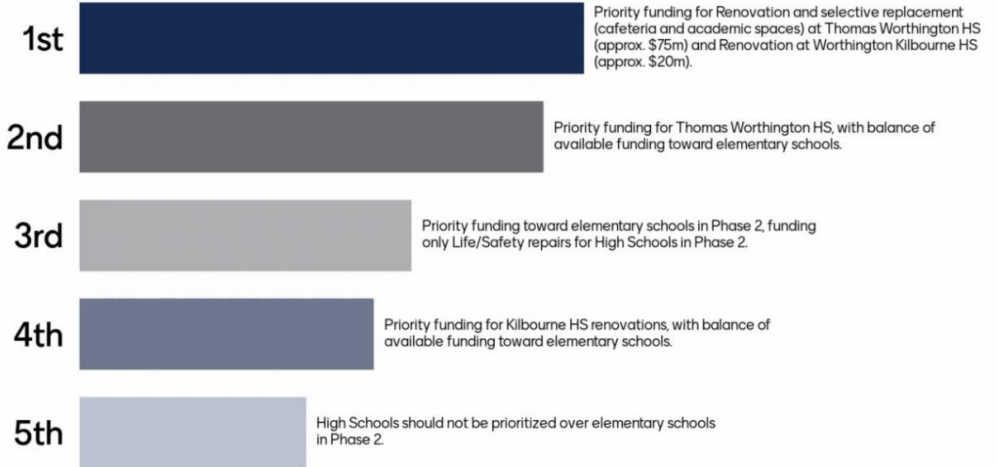 1st
Priority funding for Renovation and selective replacement
(cafeteria and academic spaces) at Thomas Worthington HS
(approx. $75m) and Renovation at Worthington Kilbourne HS
(approx. $20m).
2nd
Priority funding for Thomas Worthington HS, with balance of
available funding toward elementary schools.
3rd
Priority funding toward elementary schools in Phase 2, funding
only Life/Safety repairs for High Schools in Phase 2.
4th
Priority funding for Kilbourne HS renovations, with balance of
available funding toward elementary schools.
5th
High Schools should not be prioritized over elementary schools
in Phase 2.